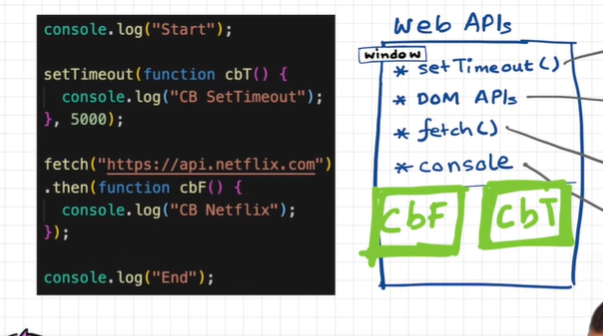 console.log("Start");
setTimeout(function cbT() {
console.log("CB SetTimeout");
}, 5000);
fetch("https://api.netflix.com")
.then(function cbF() {
console.log("CB Netflix");
});
console.log("End");
Web APIs
window
* setTimeout()
* DOM APIs
* fetch()
* console
CbF
CbT